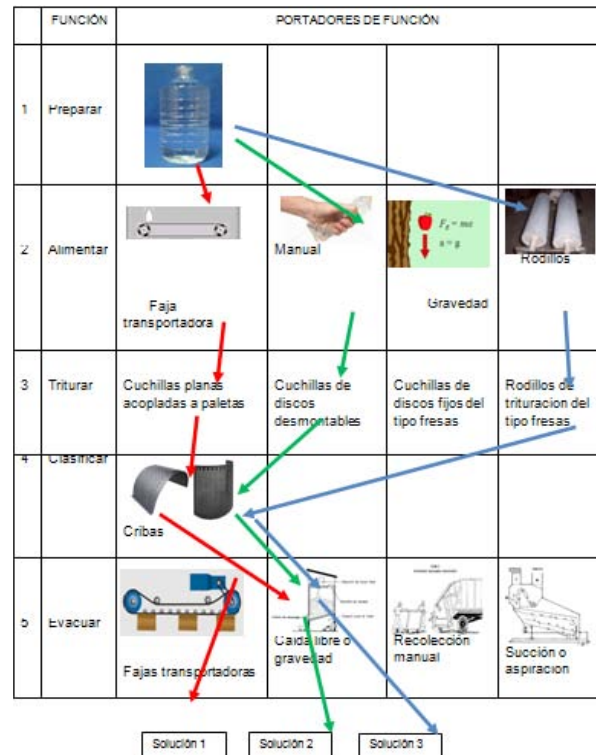 FUNCIÓN PORTADORES DE FUNCIÓN
1 Preparar
2 Alimentar
Faja
transportadora
Manual
F = ma
a = g
Gravedad
Rodillos
3 Triturar
Cuchillas planas
acopladas a paletas
Cuchillas de
discos
desmontables
Cuchillas de
discos fijos del
tipo fresas
Rodillos de
trituracion del
tipo fresas
4 Clasificar
Cribas
5 Evacuar
Fajas transportadoras
Caida libre o
gravedad
Recolección
manual
Succión o
aspiracion
Solución 1 Solución 2 Solución 3